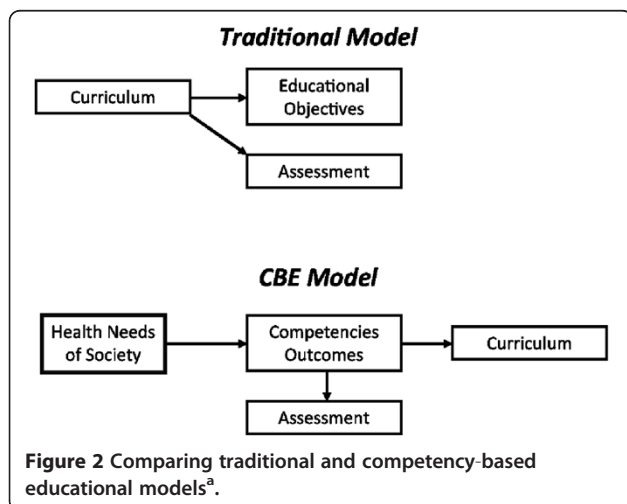 Traditional Model
Curriculum
Educational
Objectives
Assessment
CBE Model
Health Needs
of Society
Competencies
Outcomes
Curriculum
Assessment
Figure 2 Comparing traditional and competency-based
educational modelsᵃ.